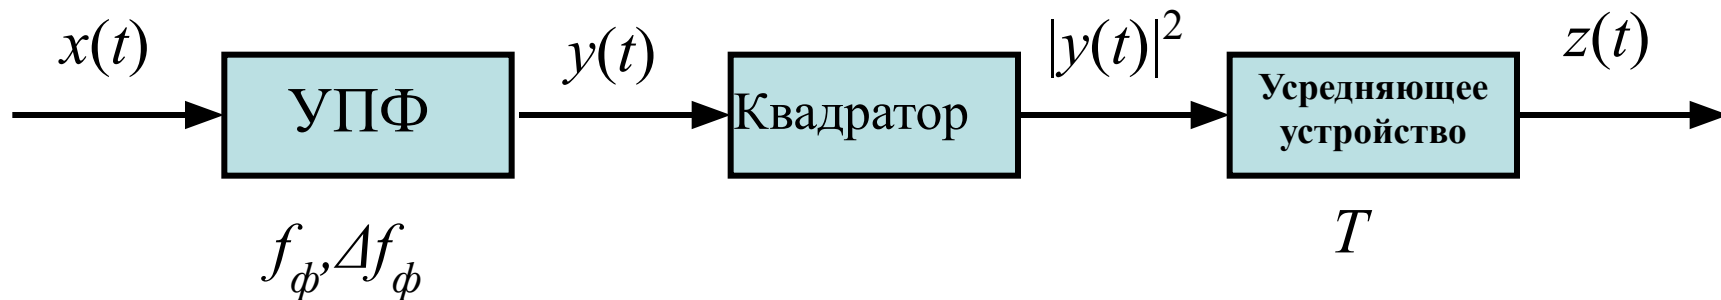 x(t)
y(t)
|y(t)|²
z(t)
УПФ
Квадратор
Усредняющее
устройство
f_ф,Δf_ф
T